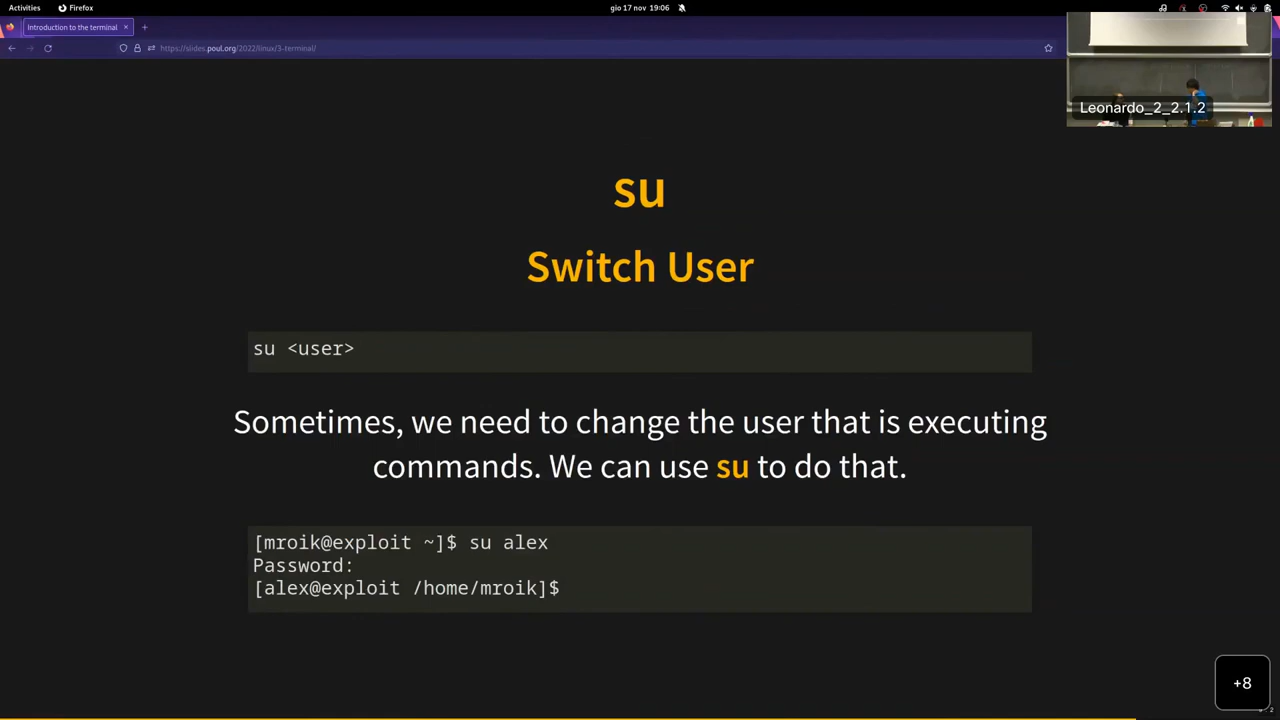 Activities
Firefox
gio 17 nov 19:06
Introduction to the terminal
https://slides.poul.org/2022/linux/3-terminal/
Leonardo_2_2.1.2
su
Switch User
su <user>
Sometimes, we need to change the user that is executing
commands. We can use su to do that.
[mroik@exploit ~]$ su alex
Password:
[alex@exploit /home/mroik]$
+8